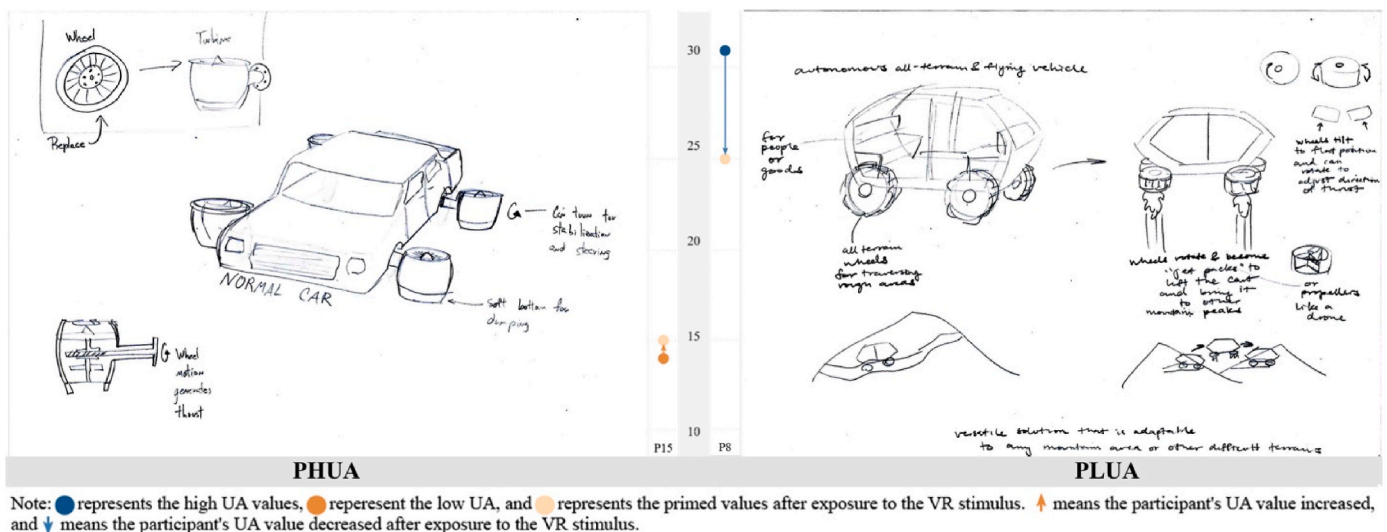 Wheel
Turbine
Replace
Can turn for
stabilization
and steering
NORMAL CAR
Soft bottom for
damping
Wheel
motion
generates
thrust
30
25
20
15
10
P15
P8
autonomous all-terrain & flying vehicle
for
people
or
goods
all terrain
wheels
for traversing
rough areas
wheels tilt
to flat position
and can
rotate to
adjust direction
of thrust
wheels rotate & become
"jet packs" to
lift the cart
and bring it
to other
mountain peaks
or
propellers
like a
drone
versatile solution that is adaptable
to any mountain area or other difficult terrains
PHUA
PLUA
Note: represents the high UA values, reperesent the low UA, and represents the primed values after exposure to the VR stimulus. means the participant's UA value increased,
and means the participant's UA value decreased after exposure to the VR stimulus.